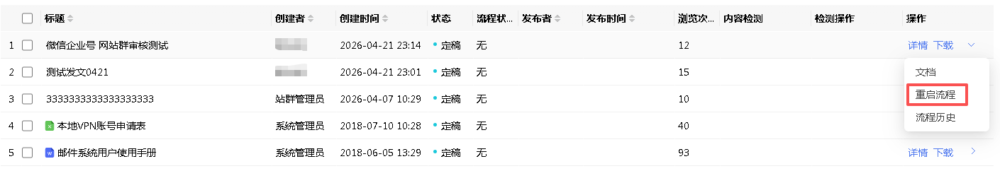 标题 创建者 创建时间 状态 流程状... 发布者 发布时间 浏览次... 内容检测 检测操作 操作
1 微信企业号 网站群审核测试 2026-04-21 23:14 定稿 无 12 详情 下载
2 测试发文0421 2026-04-21 23:01 定稿 无 15 文档
重启流程
3 3333333333333333333 站群管理员 2026-04-07 10:29 定稿 无 10
流程历史
4 本地VPN账号申请表 系统管理员 2018-07-10 10:28 定稿 无 40
5 邮件系统用户使用手册 系统管理员 2018-06-05 13:29 定稿 无 93 详情 下载